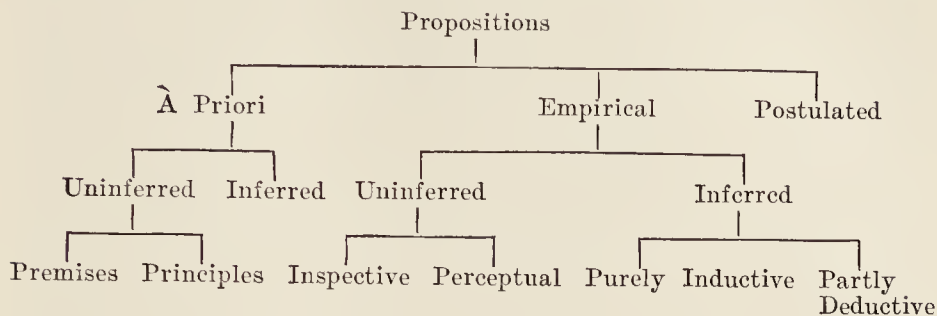 Propositions
À Priori Empirical Postulated
Uninferred Inferred Uninferred Inferred
Premises Principles Inspective Perceptual Purely Inductive Partly
Deductive